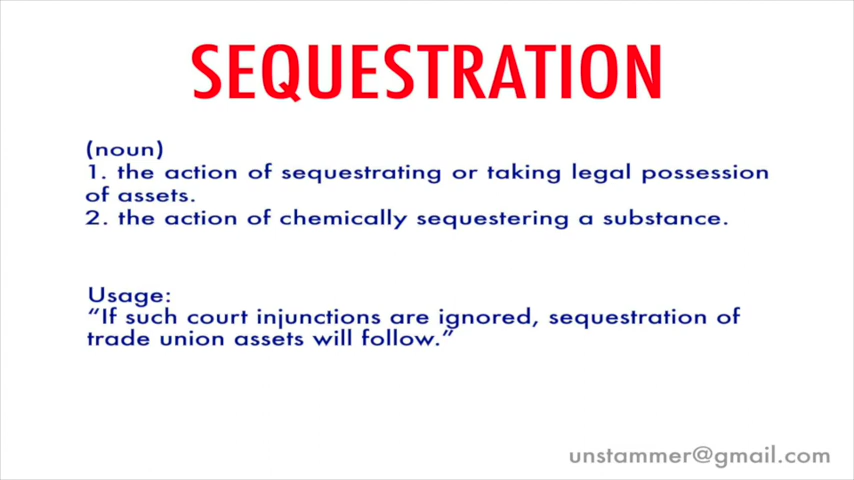 SEQUESTRATION
(noun)
1. the action of sequestrating or taking legal possession
of assets.
2. the action of chemically sequestering a substance.
Usage:
“If such court injunctions are ignored, sequestration of
trade union assets will follow.”
unstammer@gmail.com